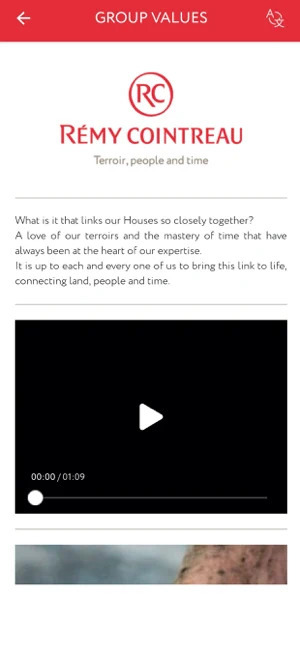 GROUP VALUES
RC
RÉMY COINTREAU
Terroir, people and time
What is it that links our Houses so closely together?
A love of our terroirs and the mastery of time that have
always been at the heart of our expertise.
It is up to each and every one of us to bring this link to life,
connecting land, people and time.
00:00 / 01:09